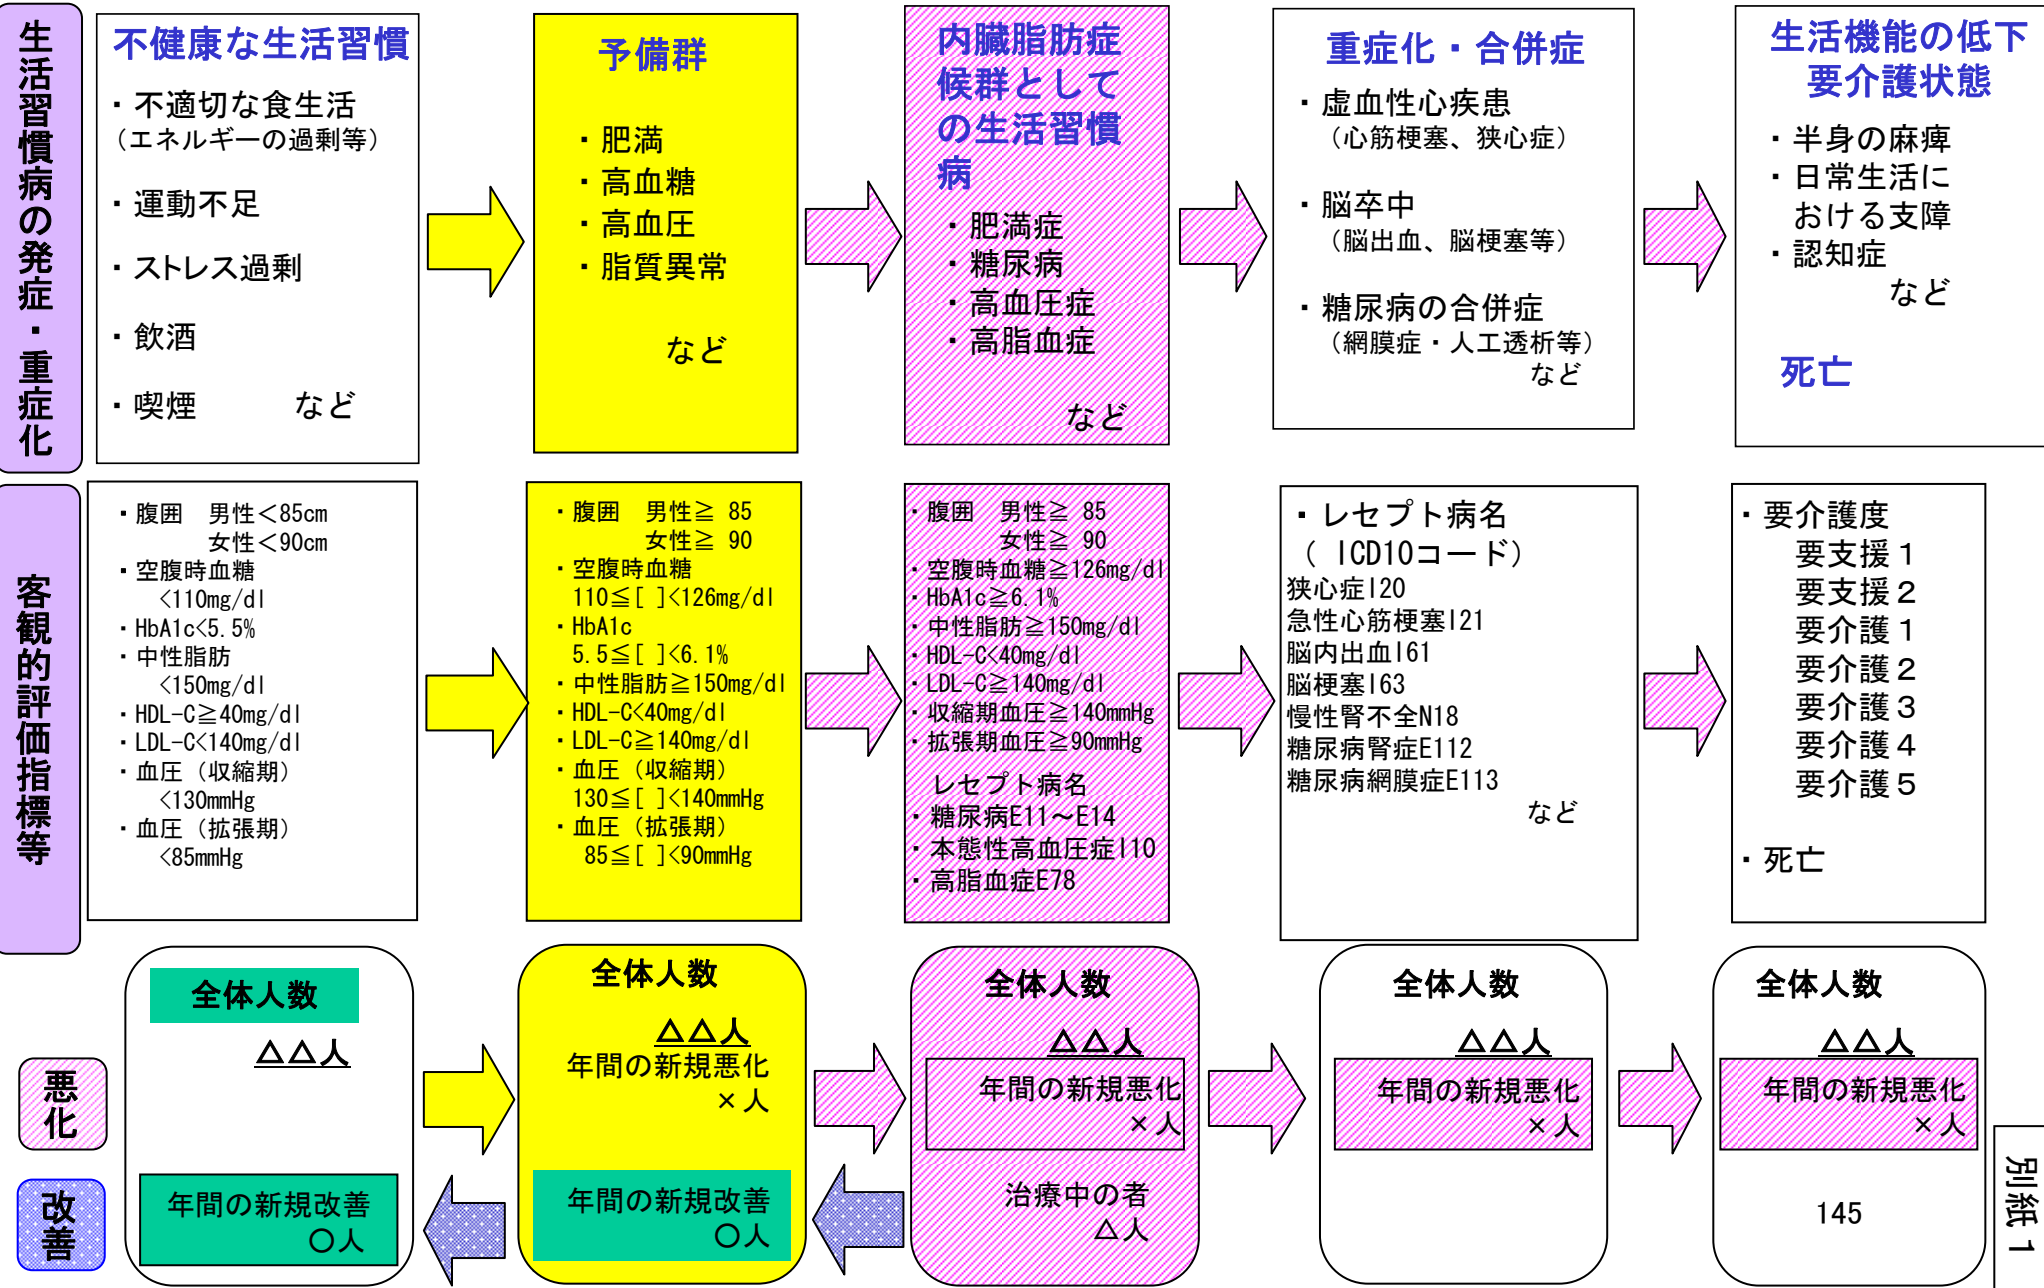 生活習慣病の発症・重症化
不健康な生活習慣
・不適切な食生活
（エネルギーの過剰等）
・運動不足
・ストレス過剰
・飲酒
・喫煙　　　など
予備群
・肥満
・高血糖
・高血圧
・脂質異常
など
内臓脂肪症
候群として
の生活習慣
病
・肥満症
・糖尿病
・高血圧症
・高脂血症
など
重症化・合併症
・虚血性心疾患
（心筋梗塞、狭心症）
・脳卒中
（脳出血、脳梗塞等）
・糖尿病の合併症
（網膜症・人工透析等）
など
生活機能の低下
要介護状態
・半身の麻痺
・日常生活に
おける支障
・認知症
など
死亡
客観的評価指標等
・腹囲　男性＜85cm
女性＜90cm
・空腹時血糖
<110mg/dl
・HbA1c<5.5%
・中性脂肪
<150mg/dl
・HDL-C≧40mg/dl
・LDL-C<140mg/dl
・血圧（収縮期）
<130mmHg
・血圧（拡張期）
<85mmHg
・腹囲　男性≧ 85
女性≧ 90
・空腹時血糖
110≦[ ]<126mg/dl
・HbA1c
5.5≦[ ]<6.1%
・中性脂肪≧150mg/dl
・HDL-C<40mg/dl
・LDL-C≧140mg/dl
・血圧（収縮期）
130≦[ ]<140mmHg
・血圧（拡張期）
85≦[ ]<90mmHg
・腹囲　男性≧ 85
女性≧ 90
・空腹時血糖≧126mg/dl
・HbA1c≧6.1%
・中性脂肪≧150mg/dl
・HDL-C<40mg/dl
・LDL-C≧140mg/dl
・収縮期血圧≧140mmHg
・拡張期血圧≧90mmHg
レセプト病名
・糖尿病E11～E14
・本態性高血圧症I10
・高脂血症E78
・レセプト病名
（ ICD10コード）
狭心症I20
急性心筋梗塞I21
脳内出血I61
脳梗塞I63
慢性腎不全N18
糖尿病腎症E112
糖尿病網膜症E113
など
・要介護度
要支援１
要支援２
要介護１
要介護２
要介護３
要介護４
要介護５
・死亡
悪化
改善
全体人数
△△人
年間の新規改善
○人
全体人数
△△人
年間の新規悪化
×人
年間の新規改善
○人
全体人数
△△人
年間の新規悪化
×人
治療中の者
△人
全体人数
△△人
年間の新規悪化
×人
全体人数
△△人
年間の新規悪化
×人
145
別紙１